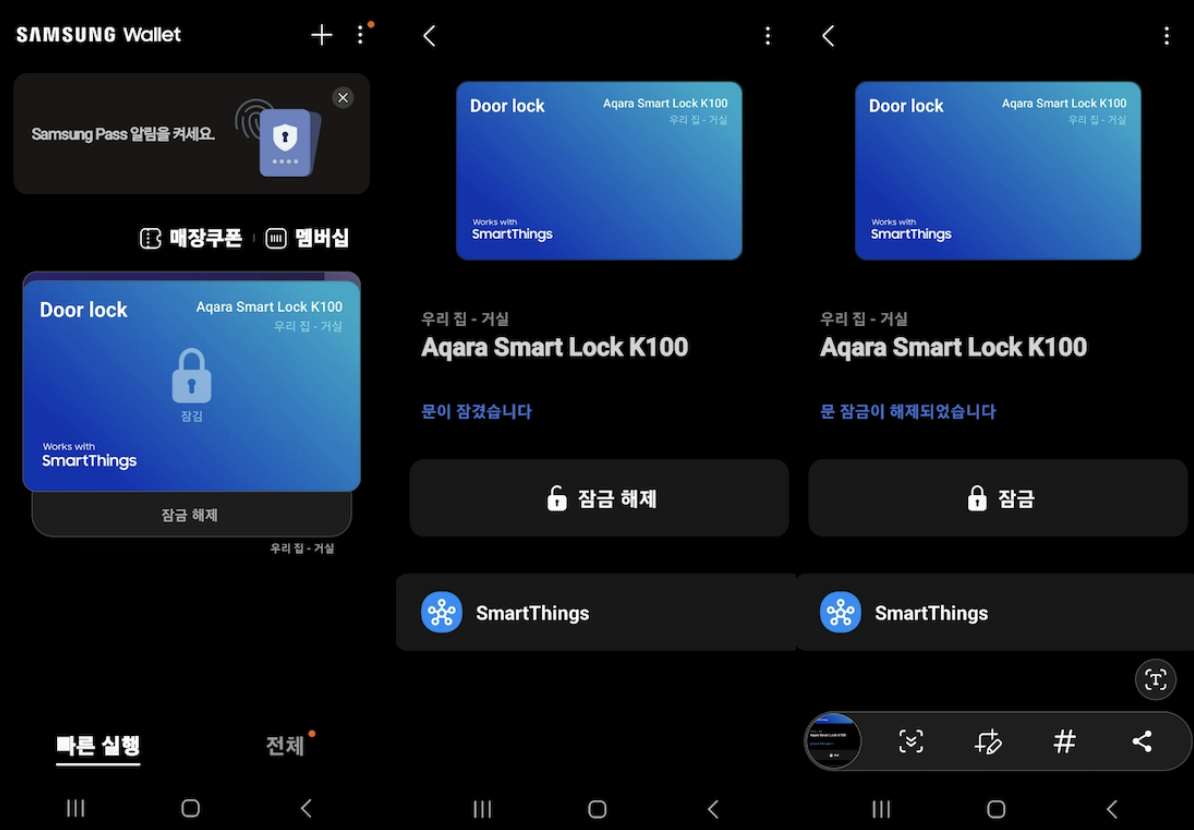 SAMSUNG Wallet
Samsung Pass 알림을 켜세요.
매장쿠폰
멤버십
Door lock
Aqara Smart Lock K100
우리 집 - 거실
잠김
Works with
SmartThings
잠금 해제
우리 집 - 거실
빠른 실행
전체
Door lock
Aqara Smart Lock K100
우리 집 - 거실
Works with
SmartThings
우리 집 - 거실
Aqara Smart Lock K100
문이 잠겼습니다
잠금 해제
SmartThings
Door lock
Aqara Smart Lock K100
우리 집 - 거실
Works with
SmartThings
우리 집 - 거실
Aqara Smart Lock K100
문 잠금이 해제되었습니다
잠금
SmartThings